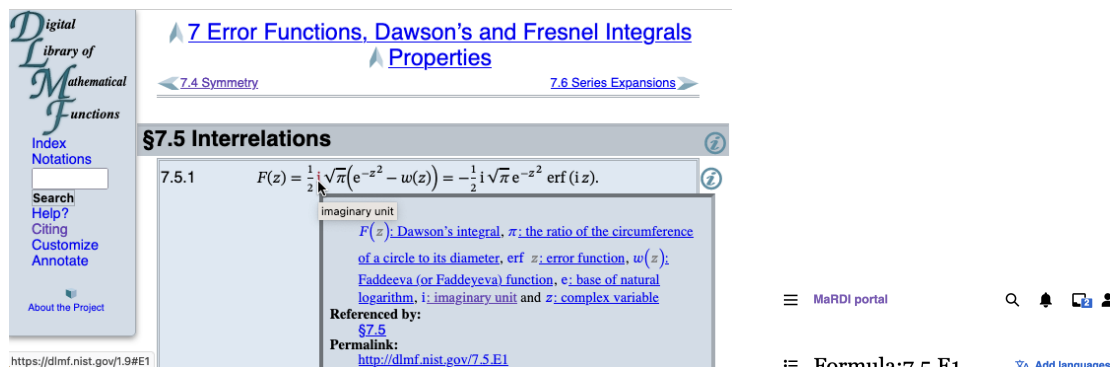 Digital
Library of
Mathematical
Functions
Index
Notations
Search
Help?
Citing
Customize
Annotate
About the Project
https://dlmf.nist.gov/1.9#E1
7 Error Functions, Dawson's and Fresnel Integrals
Properties
7.4 Symmetry
7.6 Series Expansions
§7.5 Interrelations
7.5.1 F(z) = 1/2 i √π(e^{−z^2} − w(z)) = −1/2 i √π e^{−z^2} erf (i z).
imaginary unit
F(z): Dawson's integral, π: the ratio of the circumference
of a circle to its diameter, erf z: error function, w(z):
Faddeeva (or Faddeyeva) function, e: base of natural
logarithm, i: imaginary unit and z: complex variable
Referenced by:
§7.5
Permalink:
http://dlmf.nist.gov/7.5.E1
MaRDI portal
2
Formula:7.5.E1
Add languages